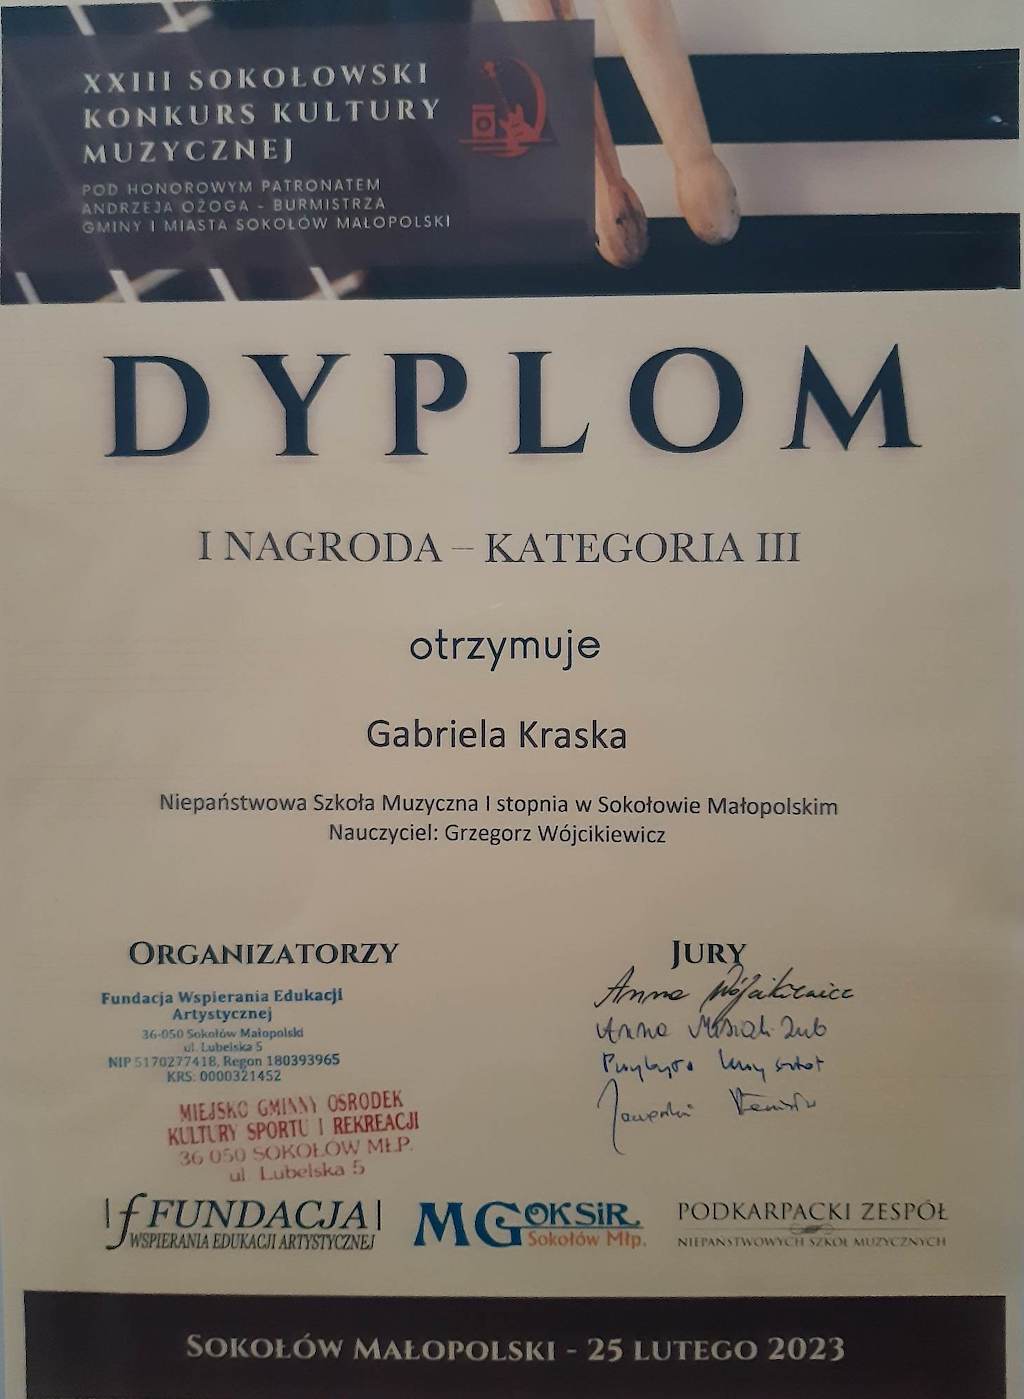 XXIII SOKOŁOWSKI
KONKURS KULTURY
MUZYCZNEJ
POD HONOROWYM PATRONATEM
ANDRZEJA OŻOGA - BURMISTRZA
GMINY I MIASTA SOKOŁÓW MAŁOPOLSKI
DYPLOM
I NAGRODA – KATEGORIA III
otrzymuje
Gabriela Kraska
Niepaństwowa Szkoła Muzyczna I stopnia w Sokołowie Małopolskim
Nauczyciel: Grzegorz Wójcikiewicz
ORGANIZATORZY
Fundacja Wspierania Edukacji
Artystycznej
36-050 Sokołów Małopolski
ul. Lubelska 5
NIP 5170277418, Regon 180393965
KRS: 0000321452
MIEJSKO GMINNY OŚRODEK
KULTURY SPORTU I REKREACJI
36 050 SOKOŁÓW MŁP.
ul. Lubelska 5
JURY
Anna Wójcikiewicz
Anna
FUNDACJA
WSPIERANIA EDUKACJI ARTYSTYCZNEJ
MGOKSiR
Sokołów Młp.
PODKARPACKI ZESPÓŁ
NIEPAŃSTWOWYCH SZKÓŁ MUZYCZNYCH
SOKOŁÓW MAŁOPOLSKI - 25 LUTEGO 2023